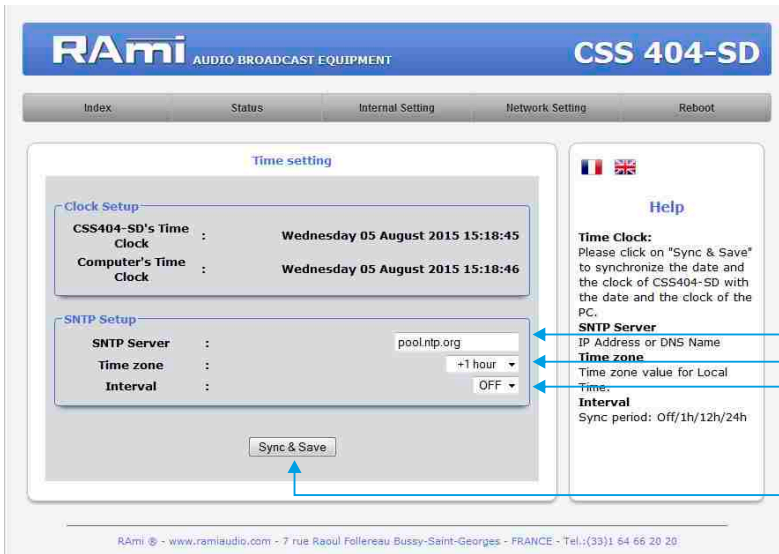 RAmi AUDIO BROADCAST EQUIPMENT CSS 404-SD
Index Status Internal Setting Network Setting Reboot
Time setting
Clock Setup
CSS404-SD's Time Clock : Wednesday 05 August 2015 15:18:45
Computer's Time Clock : Wednesday 05 August 2015 15:18:46
SNTP Setup
SNTP Server : pool.ntp.org
Time zone : +1 hour
Interval : OFF
Sync & Save
Help
Time Clock:
Please click on "Sync & Save"
to synchronize the date and
the clock of CSS404-SD with
the date and the clock of the
PC.
SNTP Server
IP Address or DNS Name
Time zone
Time zone value for Local
Time.
Interval
Sync period: Off/1h/12h/24h
RAmi ® - www.ramiaudio.com - 7 rue Raoul Follereau Bussy-Saint-Georges - FRANCE - Tel.:(33)1 64 66 20 20